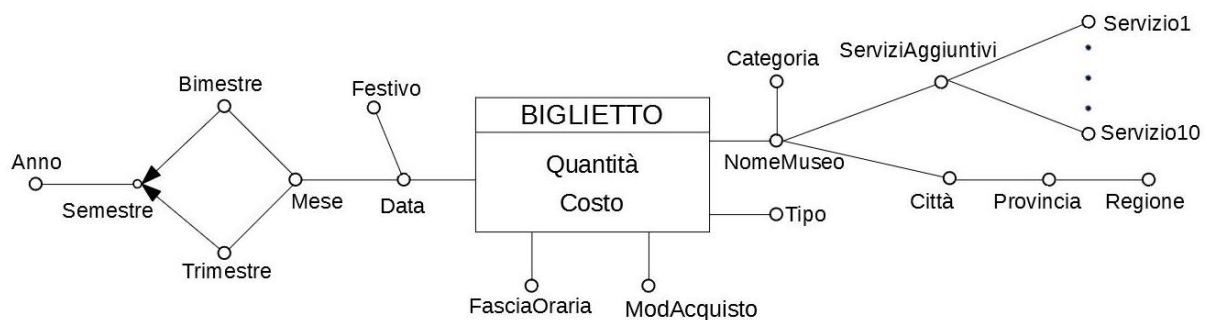 Servizio1
Categoria
ServiziAggiuntivi
Bimestre
Festivo
BIGLIETTO
Anno
NomeMuseo
Servizio10
Quantità
Semestre
Mese
Data
Costo
Città
Provincia
Regione
Tipo
Trimestre
FasciaOraria
ModAcquisto